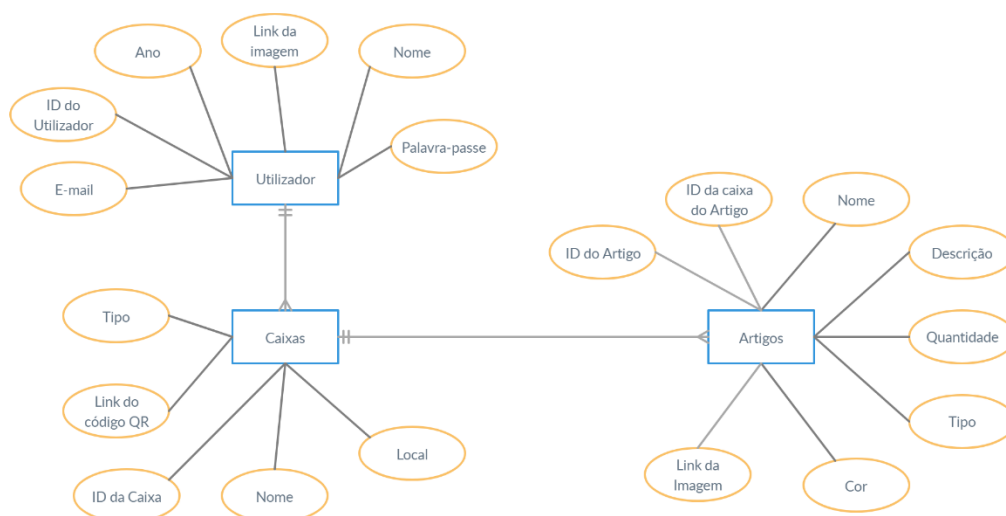 Link da
imagem
Ano
Nome
ID do
Utilizador
Palavra-passe
Utilizador
E-mail
ID da caixa
do Artigo
Nome
ID do Artigo
Descrição
Tipo
Caixas
Artigos
Quantidade
Link do
código QR
Tipo
Local
Link da
Imagem
ID da Caixa
Nome
Cor